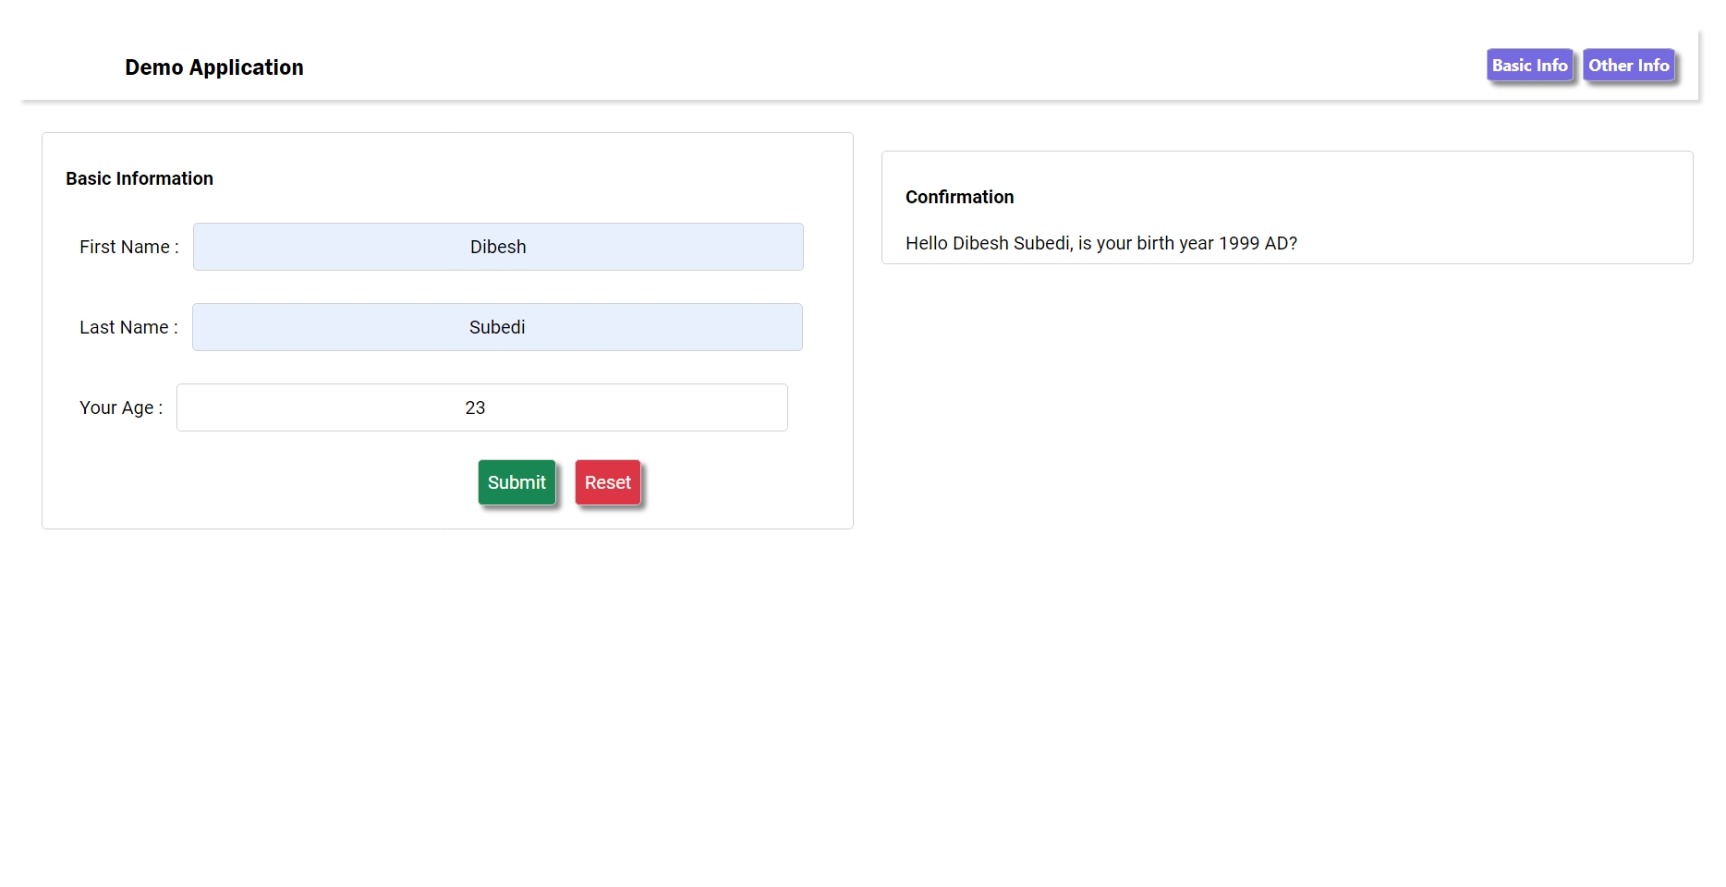 Demo Application
Basic Info
Other Info
Basic Information
First Name : Dibesh
Last Name : Subedi
Your Age : 23
Submit
Reset
Confirmation
Hello Dibesh Subedi, is your birth year 1999 AD?